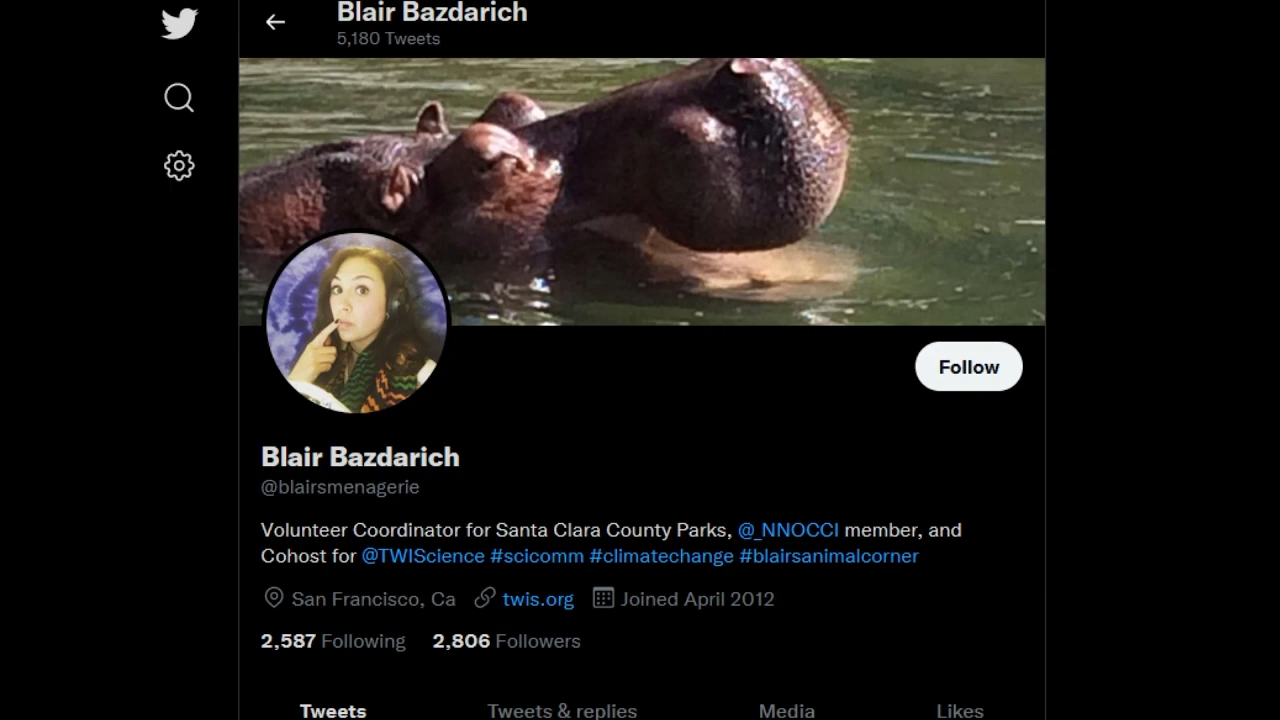 Blair Bazdarich
5,180 Tweets
Follow
Blair Bazdarich
@blairsmenagerie
Volunteer Coordinator for Santa Clara County Parks, @_NNOCCI member, and
Cohost for @TWIScience #scicomm #climatechange #blairsanimalcorner
San Francisco, Ca twis.org Joined April 2012
2,587 Following 2,806 Followers
Tweets Tweets & replies Media Likes